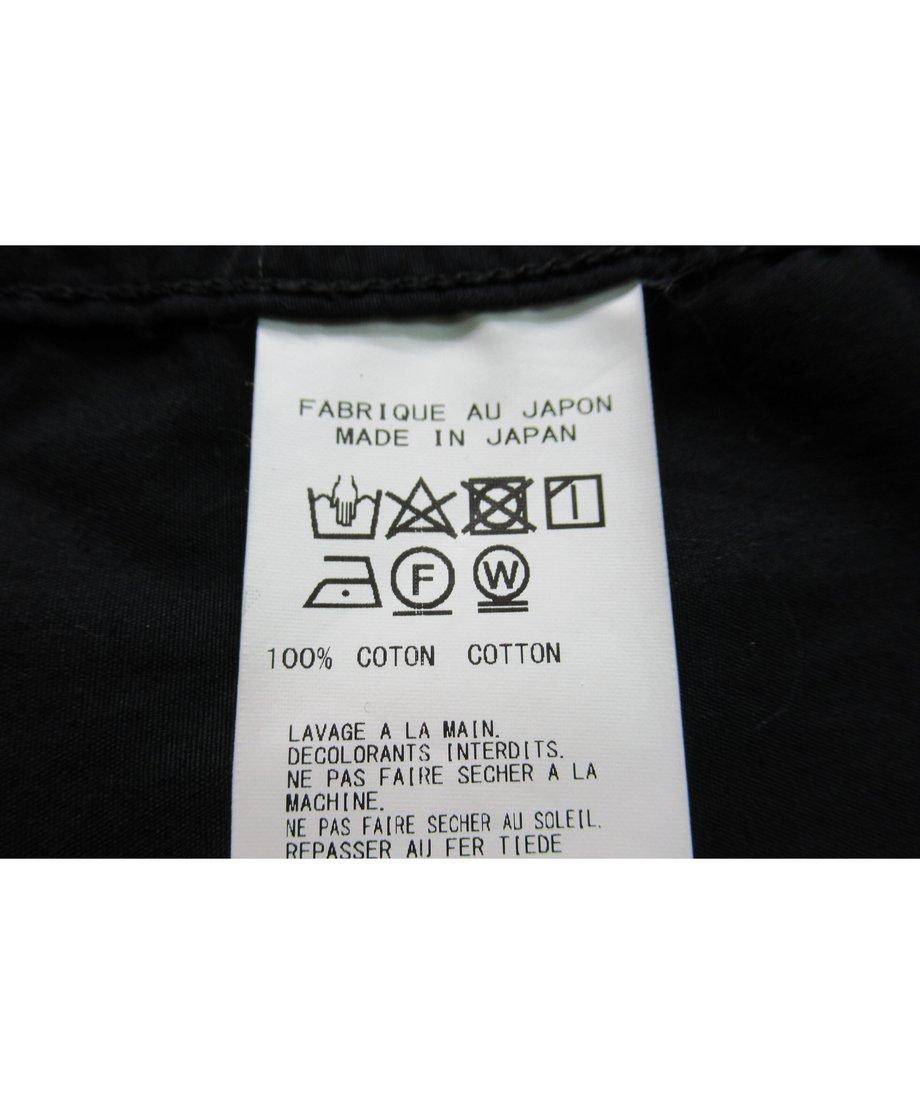 FABRIQUE AU JAPON
MADE IN JAPAN
F W
100% COTON COTTON
LAVAGE A LA MAIN.
DECOLORANTS INTERDITS.
NE PAS FAIRE SECHER A LA
MACHINE.
NE PAS FAIRE SECHER AU SOLEIL.
REPASSER AU FER TIEDE